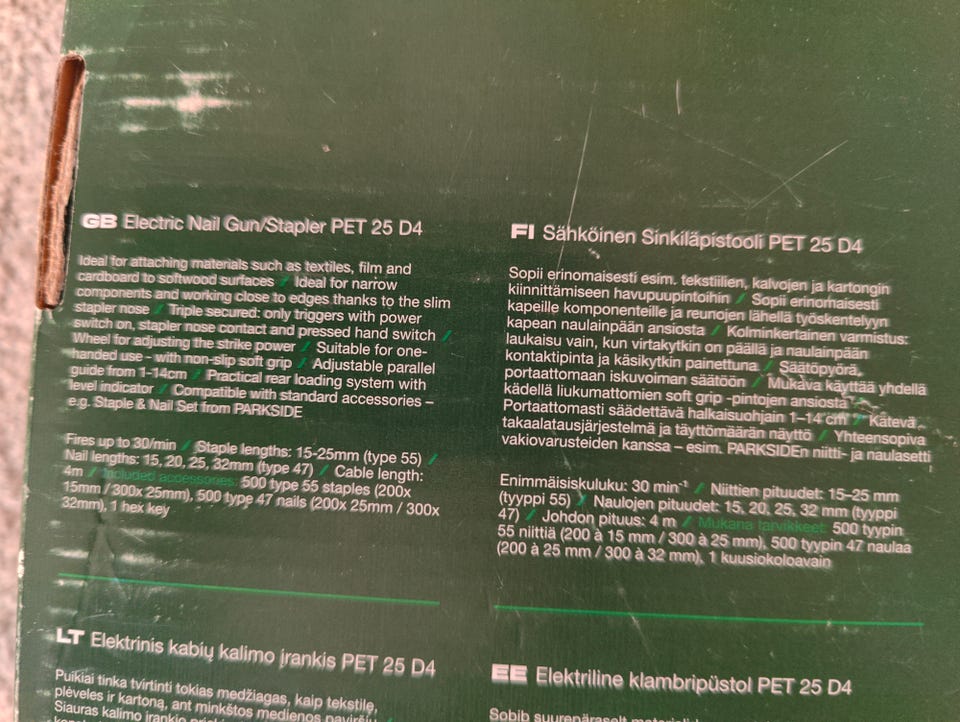 GB Electric Nail Gun/Stapler PET 25 D4
Ideal for attaching materials such as textiles, film and
cardboard to softwood surfaces / Ideal for narrow
components and working close to edges thanks to the slim
stapler nose / Triple secured: only triggers with power
switch on, stapler nose contact and pressed hand switch /
Wheel for adjusting the strike power / Suitable for one-
handed use - with non-slip soft grip / Adjustable parallel
guide from 1-14cm / Practical rear loading system with
level indicator / Compatible with standard accessories –
e.g. Staple & Nail Set from PARKSIDE
Fires up to 30/min / Staple lengths: 15-25mm (type 55) /
Nail lengths: 15, 20, 25, 32mm (type 47) / Cable length:
4m / Included accessories: 500 type 55 staples (200x
15mm / 300x 25mm), 500 type 47 nails (200x 25mm / 300x
32mm), 1 hex key
FI Sähköinen Sinkiläpistooli PET 25 D4
Sopii erinomaisesti esim. tekstiilien, kalvojen ja kartongin
kiinnittämiseen havupuupintoihin / Sopii erinomaisesti
kapeille komponenteille ja reunojen lähellä työskentelyyn
kapean naulainpään ansiosta / Kolminkertainen varmistus:
laukaisu vain, kun virtakytkin on päällä ja naulainpään
kontaktipinta ja käsikytkin painettuna / Säätöpyörä
portaattomaan iskuvoiman säätöön / Mukava käyttää yhdellä
kädellä liukumattomien soft grip -pintojen ansiosta /
Portaattomasti säädettävä halkaisuohjain 1–14 cm / Kätevä
takaalatausjärjestelmä ja täyttömäärän näyttö / Yhteensopiva
vakiovarusteiden kanssa – esim. PARKSIDEn niitti- ja naulasetti
Enimmäisiskuluku: 30 min⁻¹ / Niittien pituudet: 15–25 mm
(tyyppi 55) / Naulojen pituudet: 15, 20, 25, 32 mm (tyyppi
47) / Johdon pituus: 4 m / Mukana tarvikkeet: 500 tyypin
55 niittiä (200 à 15 mm / 300 à 25 mm), 500 tyypin 47 naulaa
(200 à 25 mm / 300 à 32 mm), 1 kuusiokoloavain
LT Elektrinis kabių kalimo įrankis PET 25 D4
Puikiai tinka tvirtinti tokias medžiagas, kaip tekstilę,
plėveles ir kartoną, ant minkštos medienos paviršių /
Siauras kalimo įrankio
EE Elektriline klambripüstol PET 25 D4
Sobib suurepäraselt